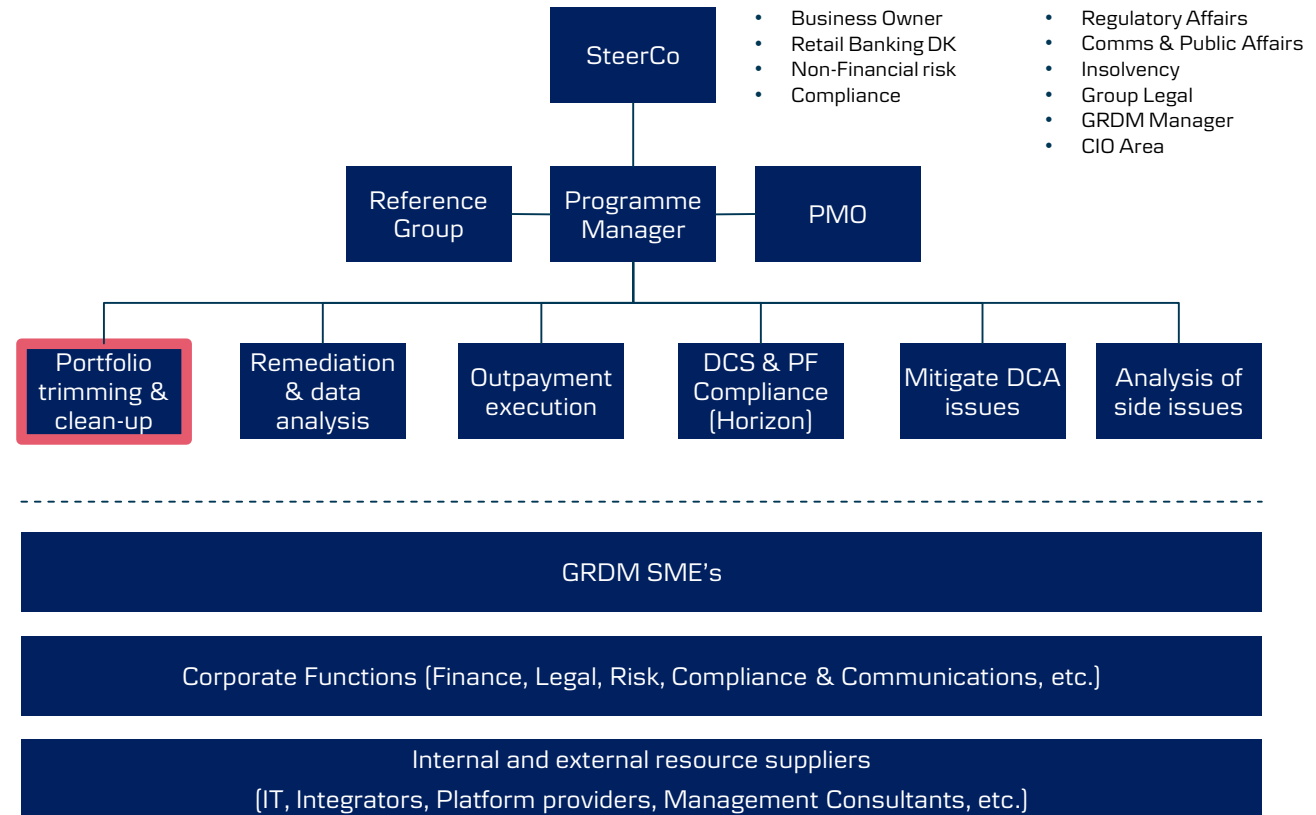 SteerCo
• Business Owner
• Retail Banking DK
• Non-Financial risk
• Compliance
• Regulatory Affairs
• Comms & Public Affairs
• Insolvency
• Group Legal
• GRDM Manager
• CIO Area
Reference
Group
Programme
Manager
PMO
Portfolio
trimming &
clean-up
Remediation
& data
analysis
Outpayment
execution
DCS & PF
Compliance
(Horizon)
Mitigate DCA
issues
Analysis of
side issues
GRDM SME's
Corporate Functions (Finance, Legal, Risk, Compliance & Communications, etc.)
Internal and external resource suppliers
(IT, Integrators, Platform providers, Management Consultants, etc.)